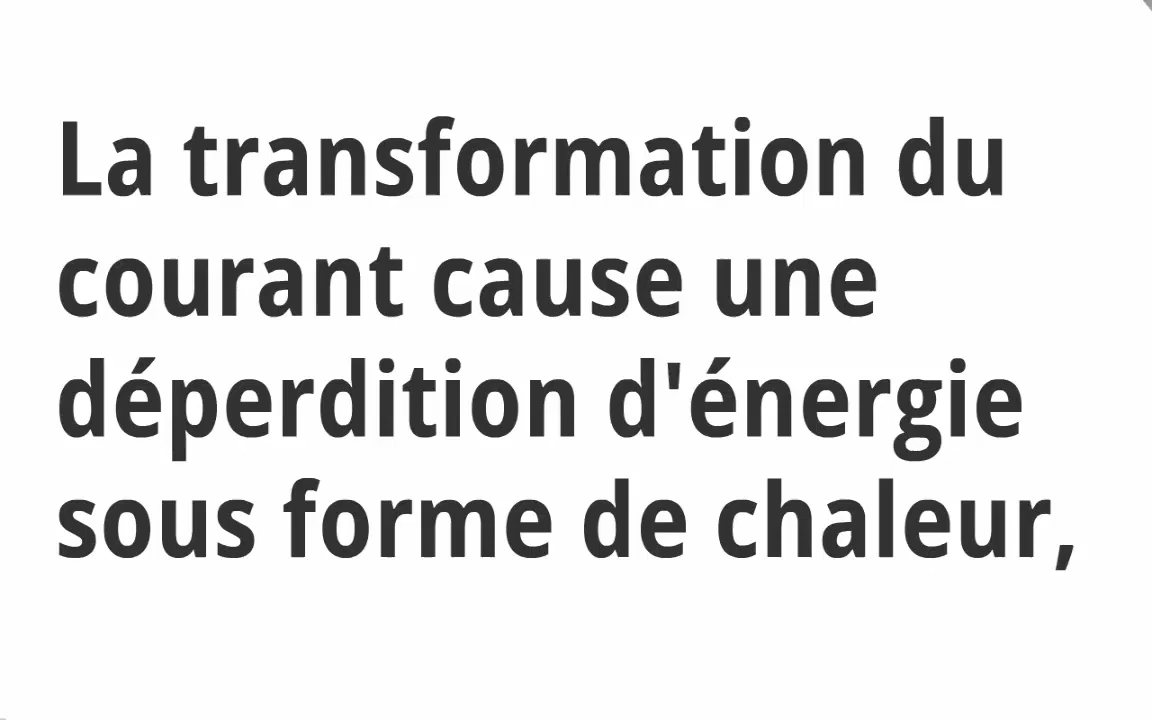 La transformation du
courant cause une
déperdition d'énergie
sous forme de chaleur,